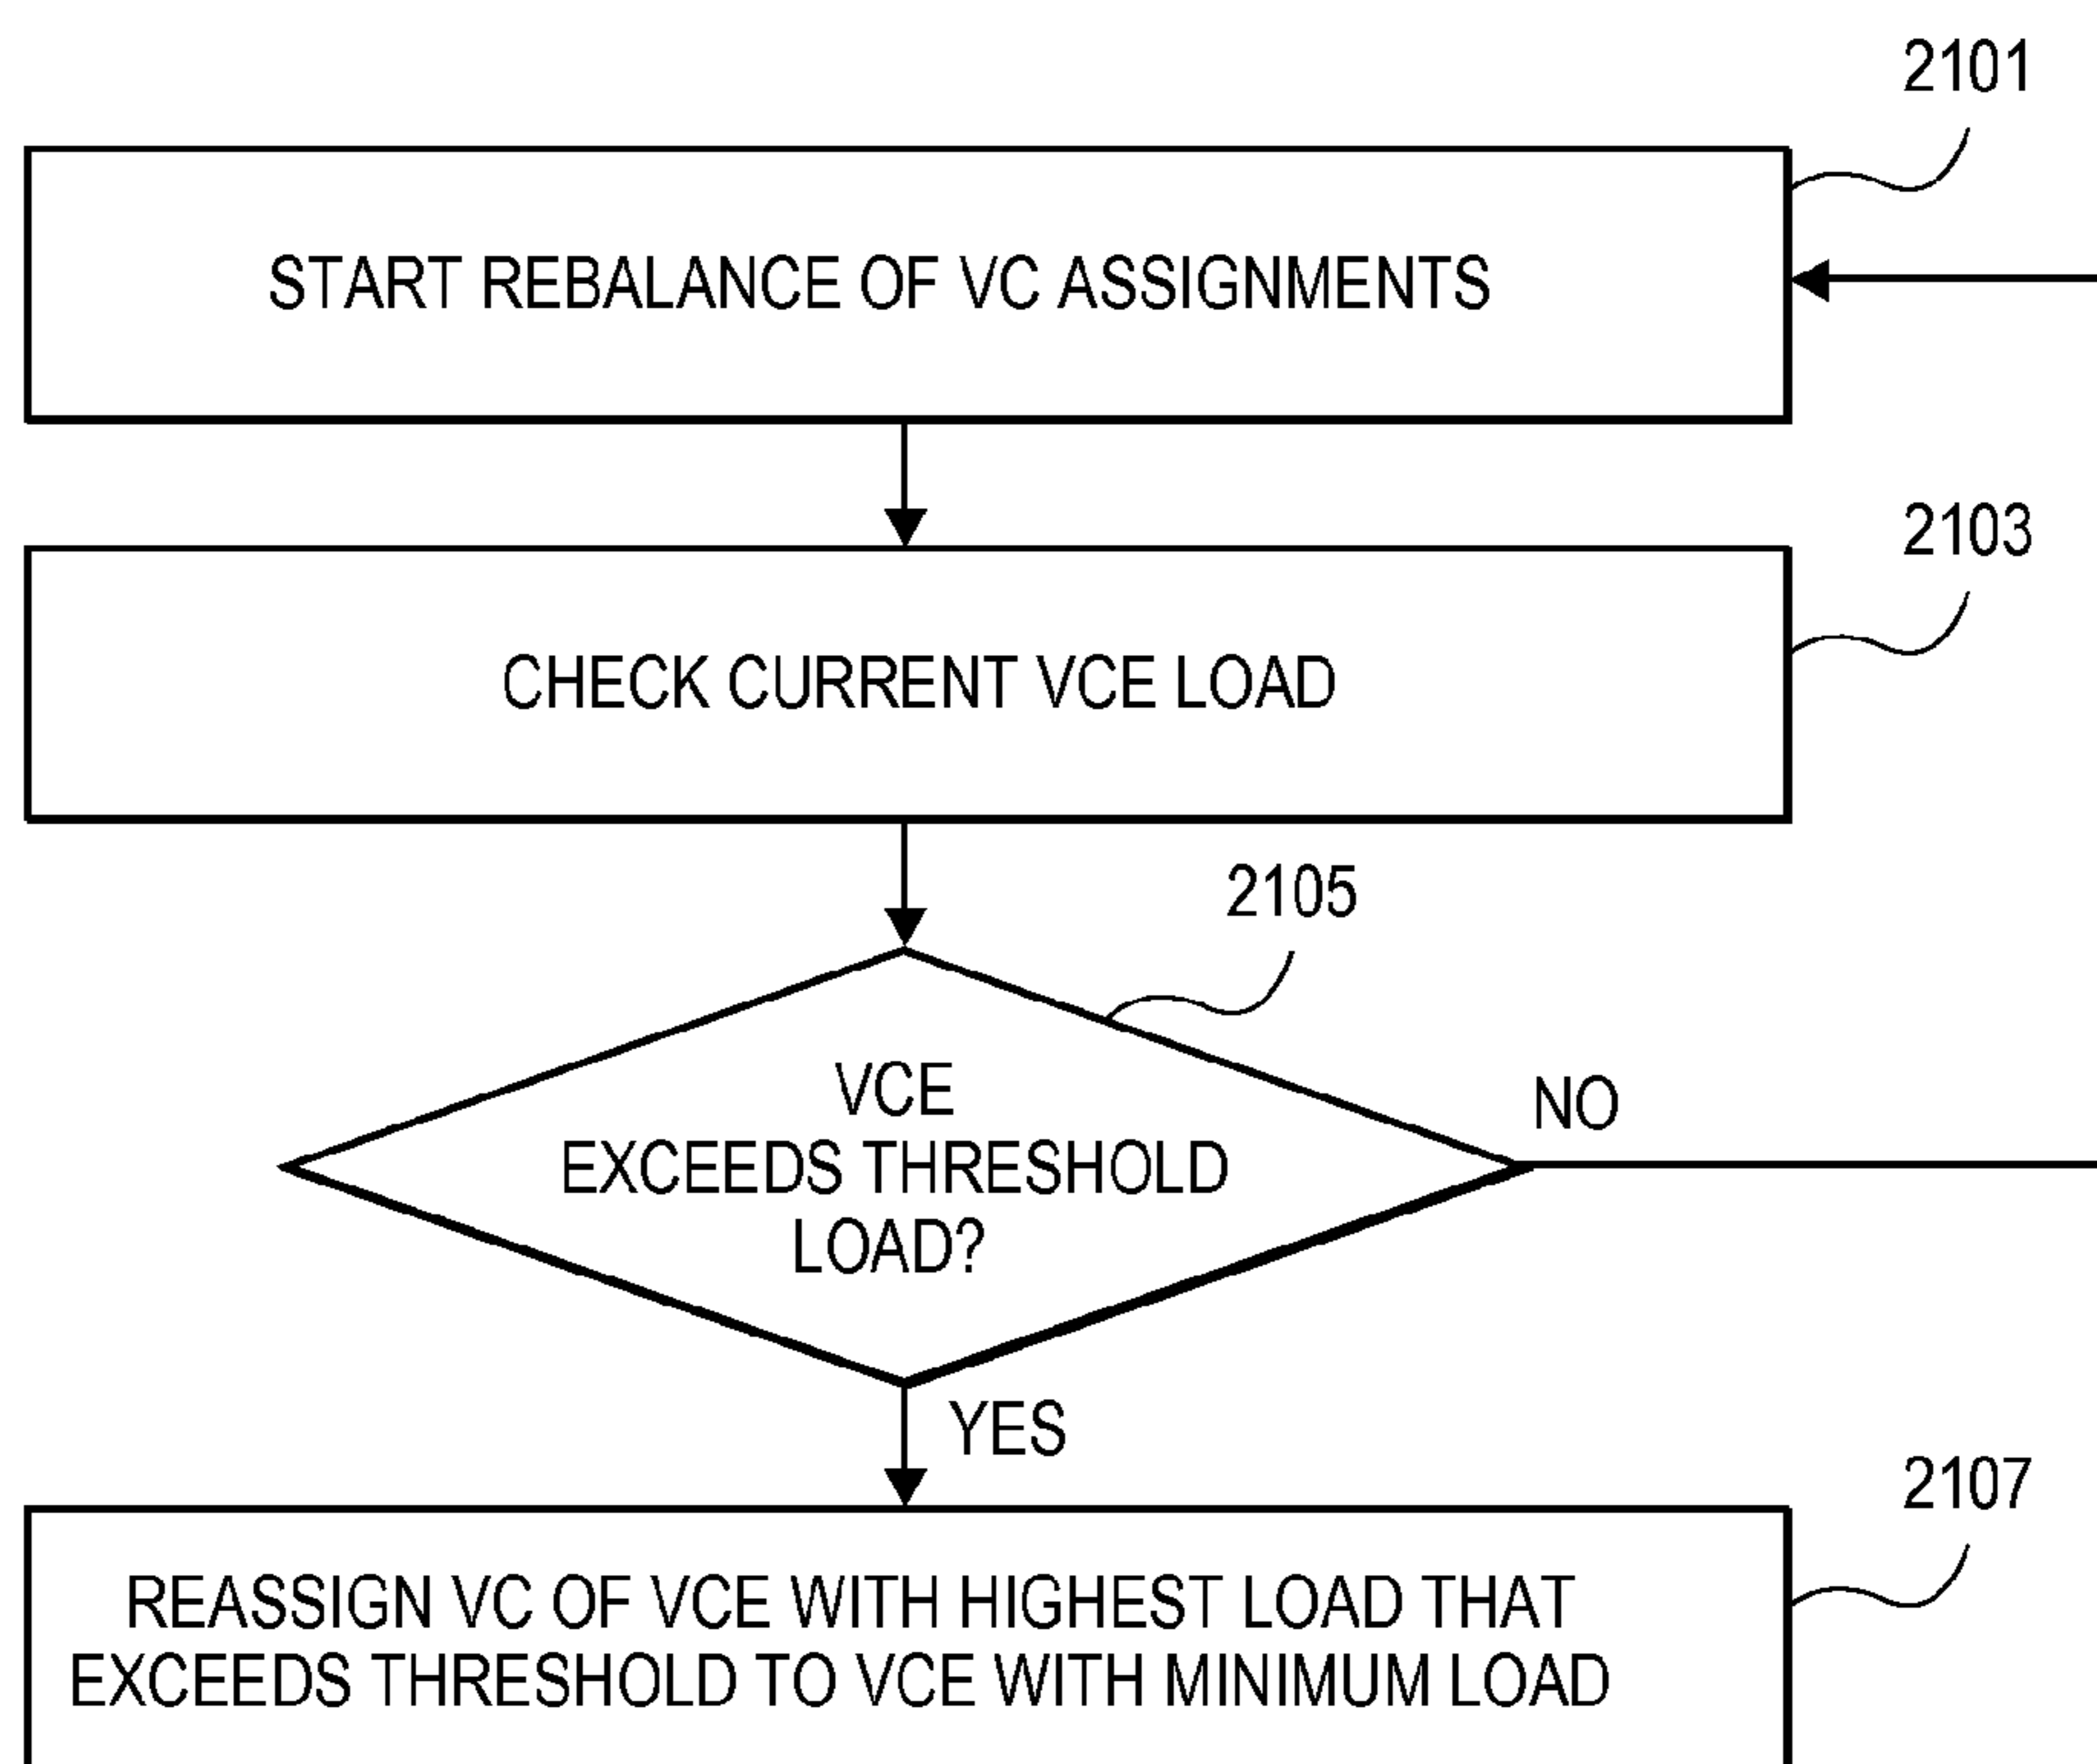 2101
START REBALANCE OF VC ASSIGNMENTS
2103
CHECK CURRENT VCE LOAD
2105
VCE
EXCEEDS THRESHOLD
LOAD?
NO
YES
2107
REASSIGN VC OF VCE WITH HIGHEST LOAD THAT
EXCEEDS THRESHOLD TO VCE WITH MINIMUM LOAD